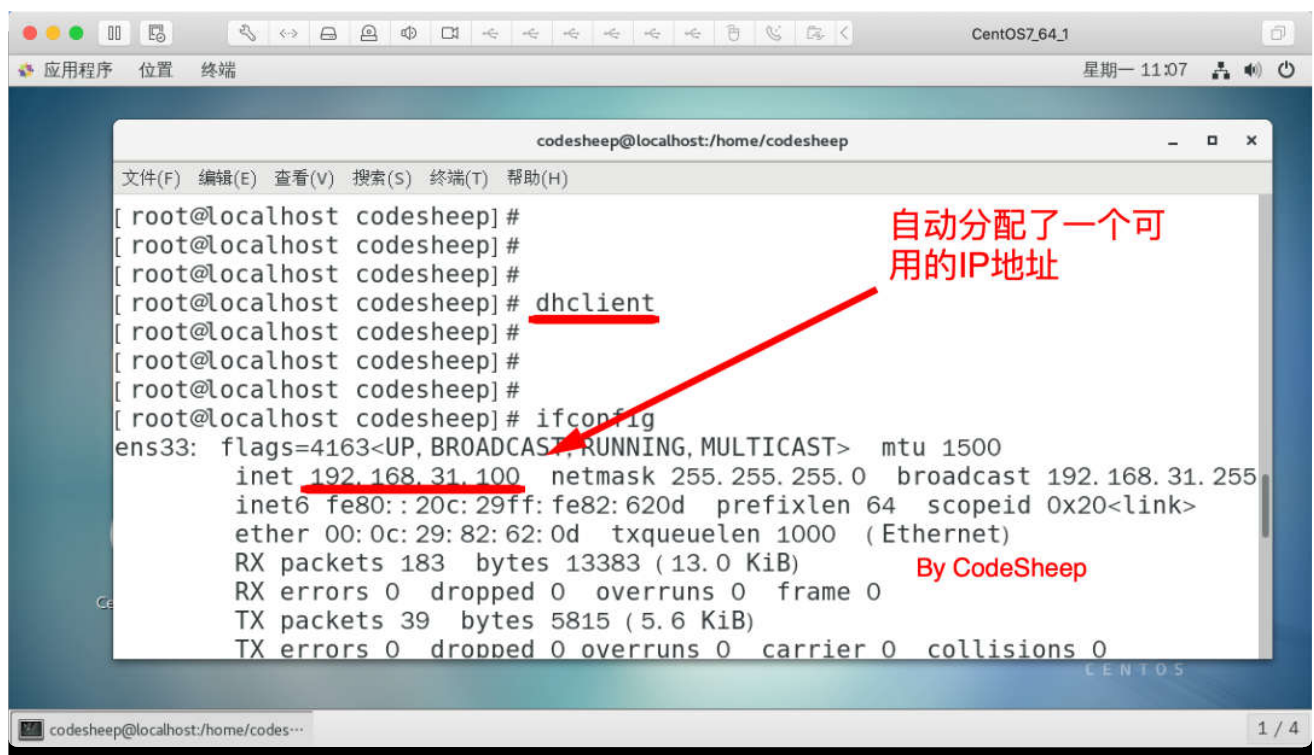 CentOS7_64_1
应用程序 位置 终端 星期一 11:07
codesheep@localhost:/home/codesheep
文件(F) 编辑(E) 查看(V) 搜索(S) 终端(T) 帮助(H)
[root@localhost codesheep]#
[root@localhost codesheep]#
[root@localhost codesheep]#
[root@localhost codesheep]# dhclient
[root@localhost codesheep]#
[root@localhost codesheep]#
[root@localhost codesheep]#
[root@localhost codesheep]# ifconfig
自动分配了一个可
用的IP地址
ens33: flags=4163<UP,BROADCAST,RUNNING,MULTICAST> mtu 1500
inet 192.168.31.100 netmask 255.255.255.0 broadcast 192.168.31.255
inet6 fe80::20c:29ff:fe82:620d prefixlen 64 scopeid 0x20<link>
ether 00:0c:29:82:62:0d txqueuelen 1000 (Ethernet)
RX packets 183 bytes 13383 (13.0 KiB)
By CodeSheep
RX errors 0 dropped 0 overruns 0 frame 0
TX packets 39 bytes 5815 (5.6 KiB)
TX errors 0 dropped 0 overruns 0 carrier 0 collisions 0
Ce
CENTOS
codesheep@localhost:/home/codes···
1 / 4